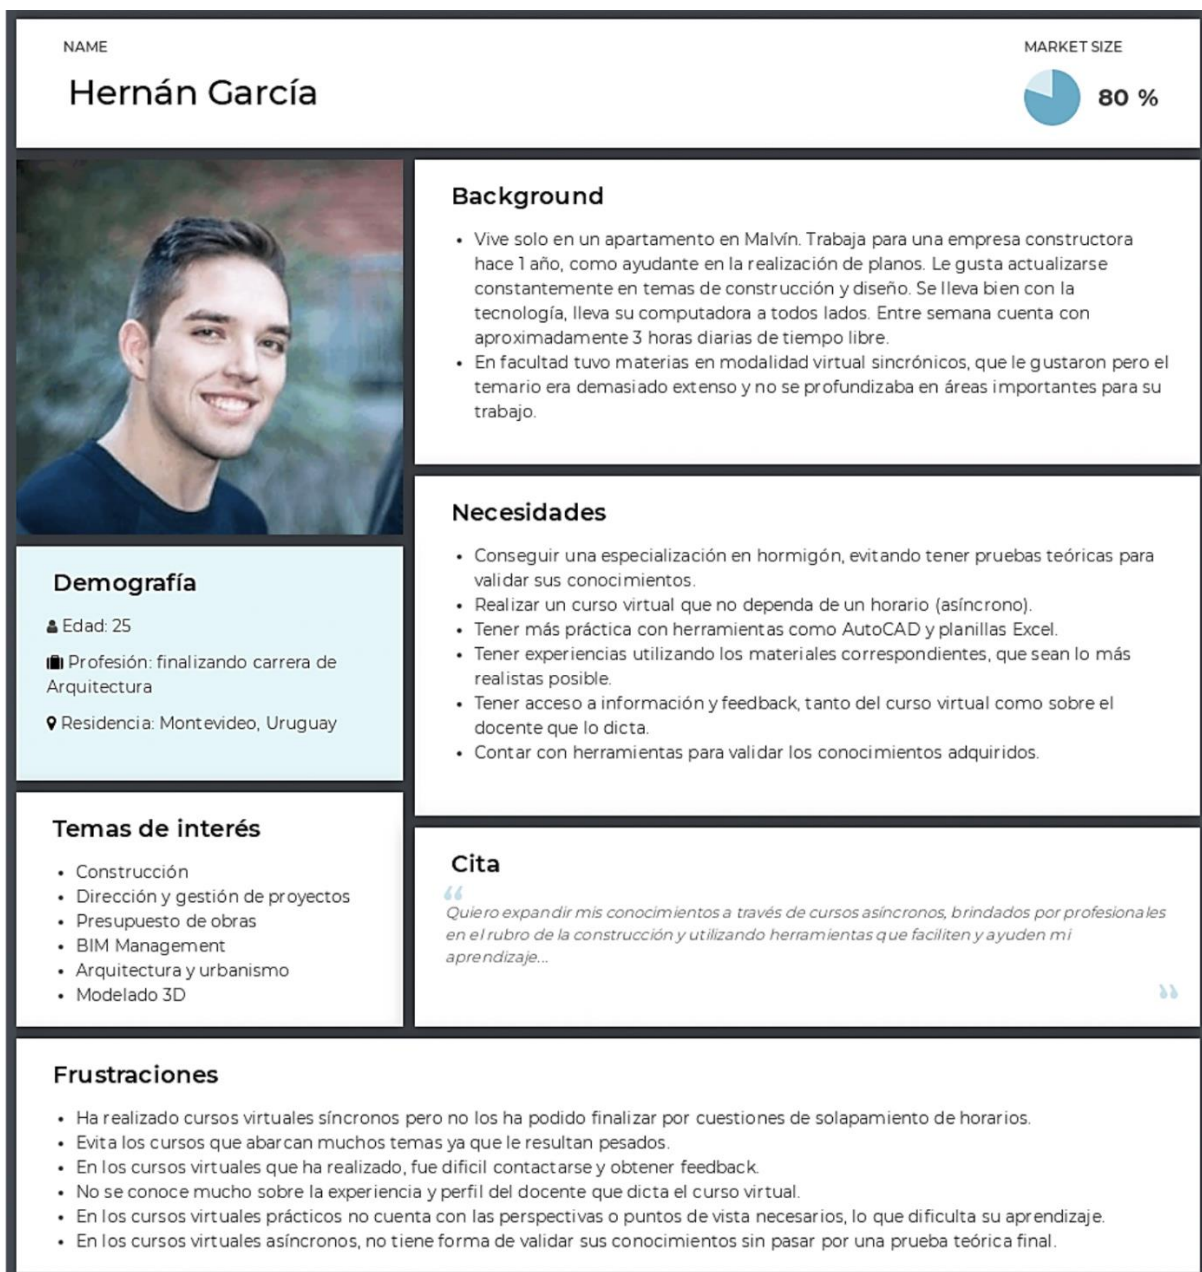 NAME
Hernán García
MARKET SIZE
80 %
Background
• Vive solo en un apartamento en Malvín. Trabaja para una empresa constructora
hace 1 año, como ayudante en la realización de planos. Le gusta actualizarse
constantemente en temas de construcción y diseño. Se lleva bien con la
tecnología, lleva su computadora a todos lados. Entre semana cuenta con
aproximadamente 3 horas diarias de tiempo libre.
• En facultad tuvo materias en modalidad virtual sincrónicos, que le gustaron pero el
temario era demasiado extenso y no se profundizaba en áreas importantes para su
trabajo.
Demografía
Edad: 25
Profesión: finalizando carrera de
Arquitectura
Residencia: Montevideo, Uruguay
Necesidades
• Conseguir una especialización en hormigón, evitando tener pruebas teóricas para
validar sus conocimientos.
• Realizar un curso virtual que no dependa de un horario (asíncrono).
• Tener más práctica con herramientas como AutoCAD y planillas Excel.
• Tener experiencias utilizando los materiales correspondientes, que sean lo más
realistas posible.
• Tener acceso a información y feedback, tanto del curso virtual como sobre el
docente que lo dicta.
• Contar con herramientas para validar los conocimientos adquiridos.
Temas de interés
• Construcción
• Dirección y gestión de proyectos
• Presupuesto de obras
• BIM Management
• Arquitectura y urbanismo
• Modelado 3D
Cita
“
Quiero expandir mis conocimientos a través de cursos asíncronos, brindados por profesionales
en el rubro de la construcción y utilizando herramientas que faciliten y ayuden mi
aprendizaje...
”
Frustraciones
• Ha realizado cursos virtuales síncronos pero no los ha podido finalizar por cuestiones de solapamiento de horarios.
• Evita los cursos que abarcan muchos temas ya que le resultan pesados.
• En los cursos virtuales que ha realizado, fue dificil contactarse y obtener feedback.
• No se conoce mucho sobre la experiencia y perfil del docente que dicta el curso virtual.
• En los cursos virtuales prácticos no cuenta con las perspectivas o puntos de vista necesarios, lo que dificulta su aprendizaje.
• En los cursos virtuales asíncronos, no tiene forma de validar sus conocimientos sin pasar por una prueba teórica final.